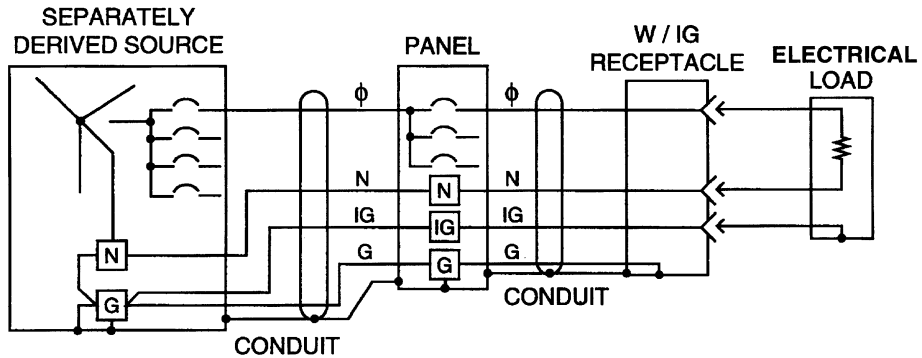 SEPARATELY
DERIVED SOURCE
PANEL
W / IG
RECEPTACLE
ELECTRICAL
LOAD
ϕ
ϕ
N
N
N
IG
IG
IG
G
G
G
N
G
CONDUIT
CONDUIT